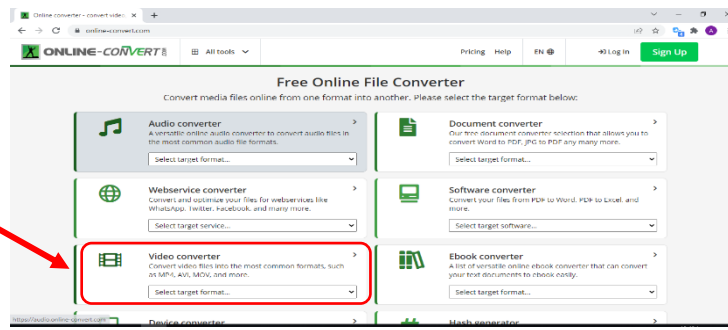 Online converter - convert video
online-convert.com
ONLINE-CONVERT
All tools
Pricing Help EN Log in Sign Up
Free Online File Converter
Convert media files online from one format into another. Please select the target format below:
Audio converter
A versatile online audio converter to convert audio files in
the most common audio file formats.
Select target format...
Document converter
Our free document converter selection that allows you to
convert Word to PDF, JPG to PDF any many more.
Select target format...
Webservice converter
Convert and optimize your files for webservices like
WhatsApp, Twitter, Facebook, and many more.
Select target service...
Software converter
Convert your files from PDF to Word, PDF to Excel, and
more.
Select target software...
Video converter
Convert video files into the most common formats, such
as MP4, AVI, MOV, and more.
Select target format...
Ebook converter
A list of versatile online ebook converter that can convert
your text documents to ebook easily.
Select target format...
https://audio.online-convert.com
Device converter
Hash generator